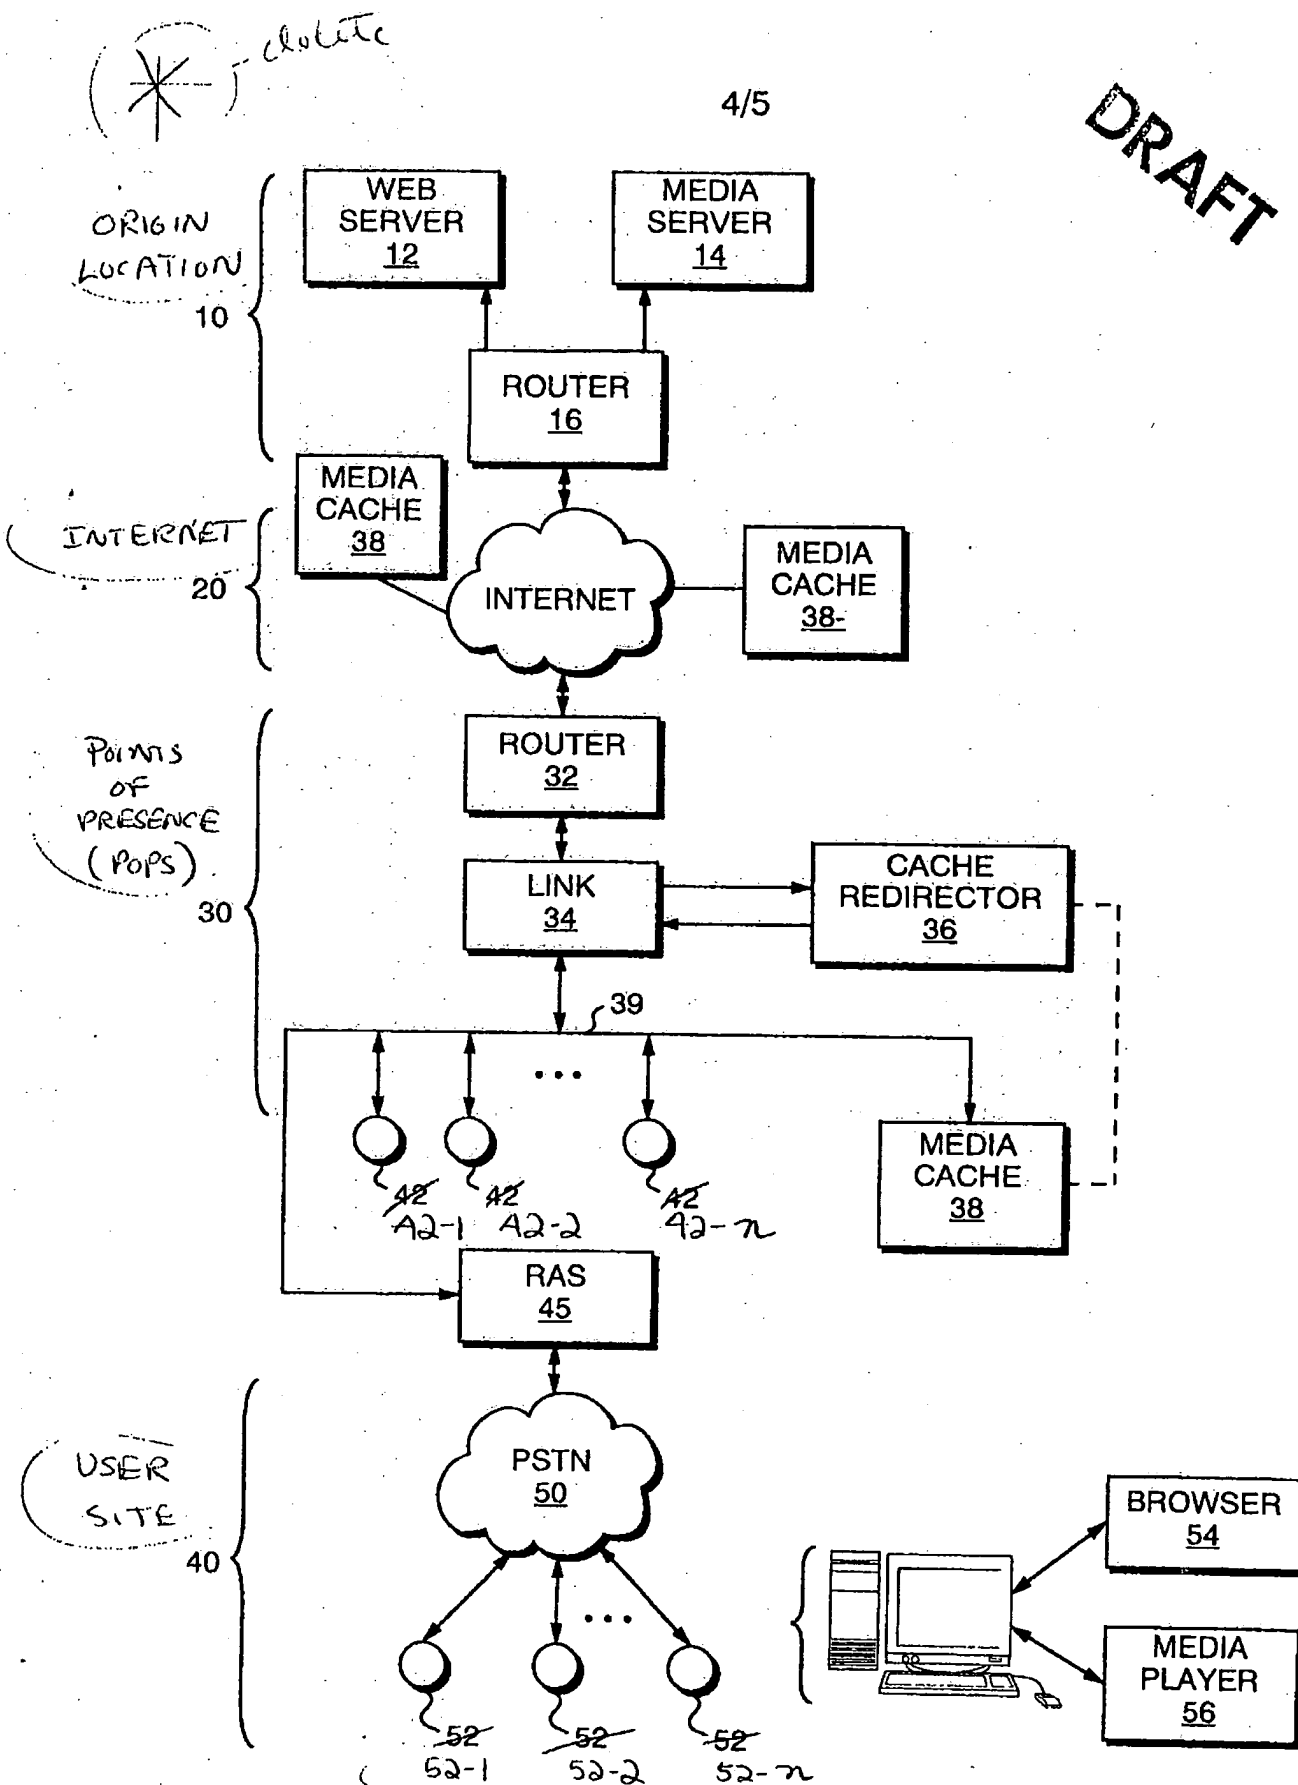 delete
4/5
DRAFT
WEB
SERVER
12
MEDIA
SERVER
14
ORIGIN
LOCATION
10
ROUTER
16
MEDIA
CACHE
38
INTERNET
20
INTERNET
MEDIA
CACHE
38-
ROUTER
32
POINTS
OF
PRESENCE
(POPS)
30
LINK
34
CACHE
REDIRECTOR
36
39
...
42
42
42
42-1
42-2
42-n
MEDIA
CACHE
38
RAS
45
PSTN
50
USER
SITE
40
...
BROWSER
54
MEDIA
PLAYER
56
52
52
52
52-1
52-2
52-n